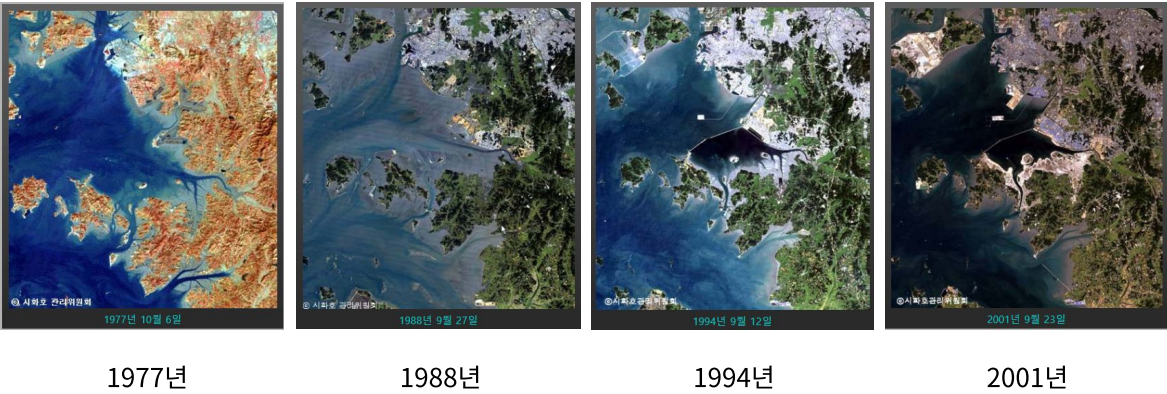 ⓒ 시화호 관리위원회
1977년 10월 6일
1977년
ⓒ 시화호 관리위원회
1988년 9월 27일
1988년
ⓒ시화호관리위원회
1994년 9월 12일
1994년
ⓒ시화호관리위원회
2001년 9월 23일
2001년